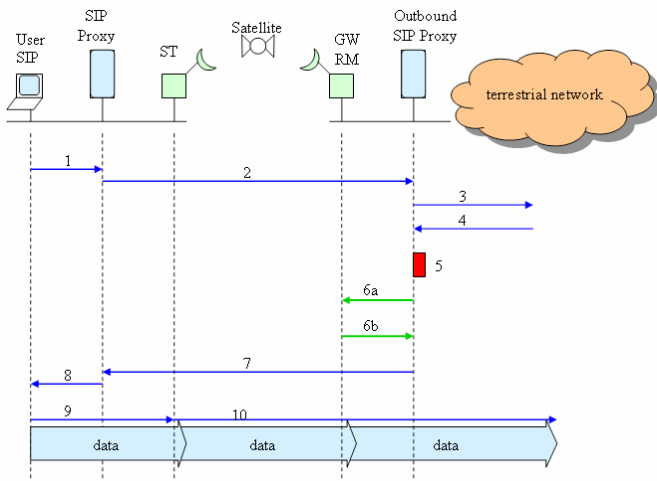 User
SIP
SIP
Proxy
ST
Satellite
GW
RM
Outbound
SIP Proxy
terrestrial network
1
2
3
4
5
6a
6b
7
8
9
10
data
data
data